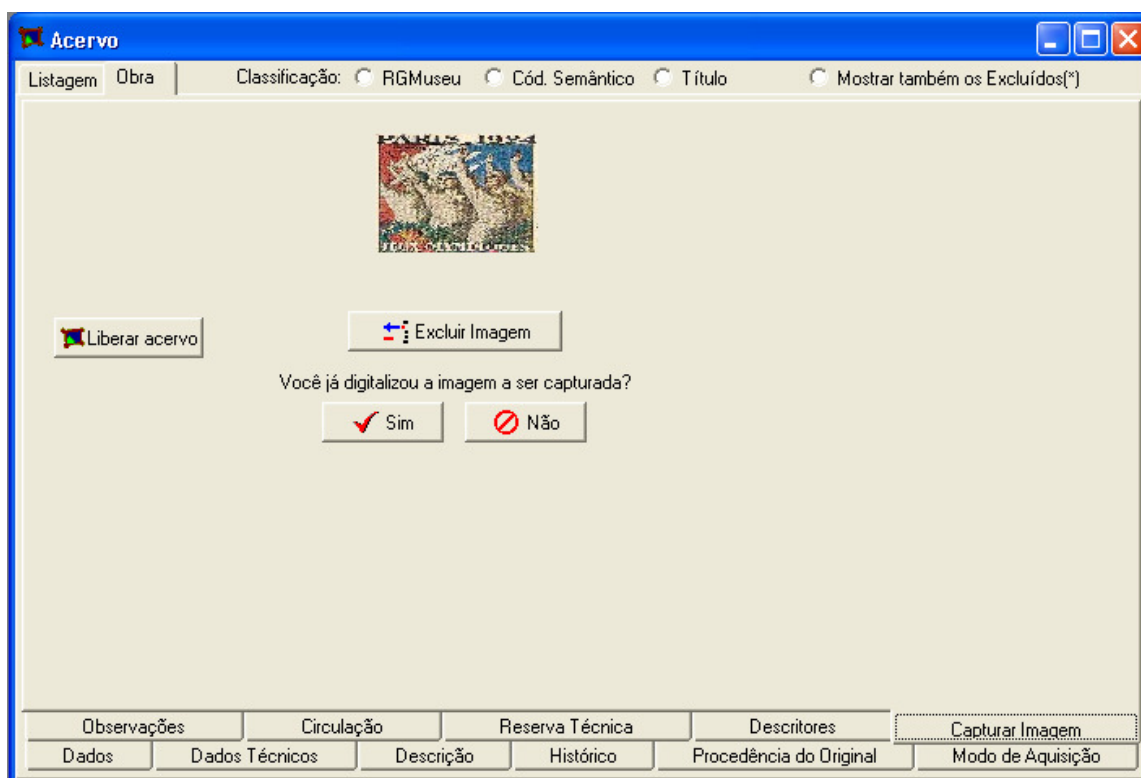 Acervo
Listagem Obra Classificação: RGMuseu Cód. Semântico Título Mostrar também os Excluídos(*)
PARIS 1924
Liberar acervo
Excluir Imagem
Você já digitalizou a imagem a ser capturada?
Sim Não
Observações Circulação Reserva Técnica Descritores Capturar Imagem
Dados Dados Técnicos Descrição Histórico Procedência do Original Modo de Aquisição